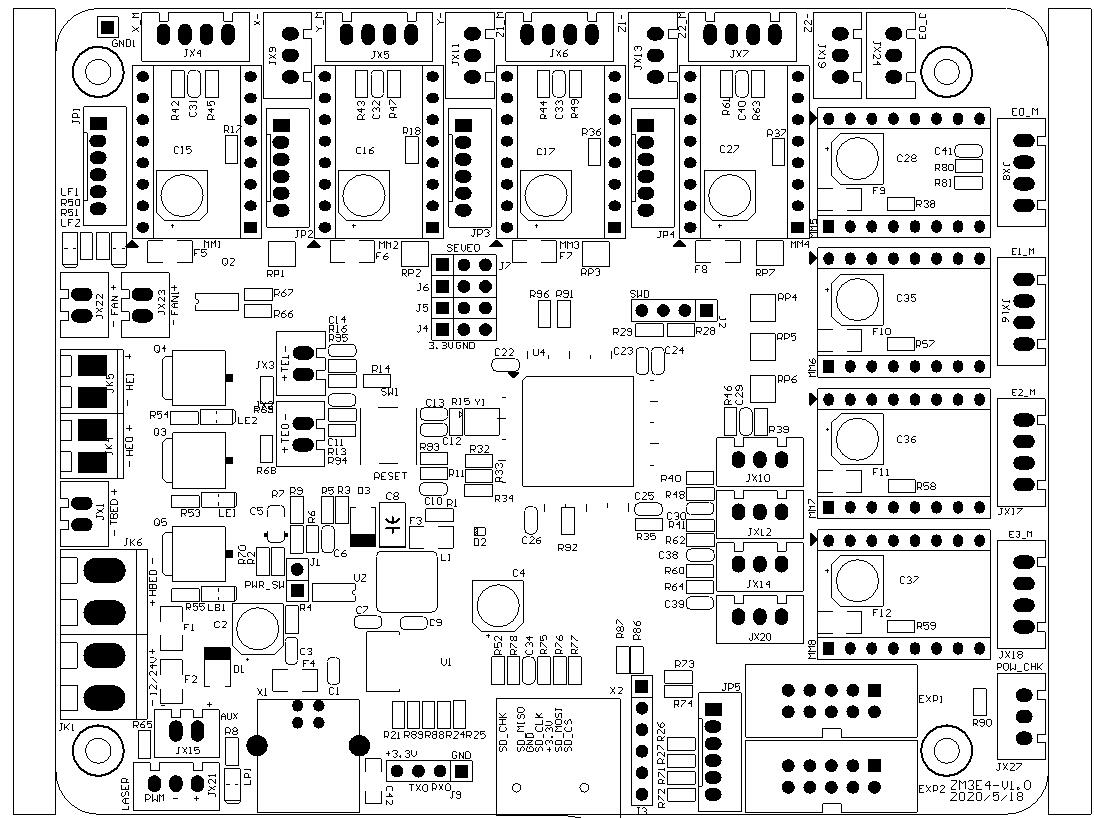 X_M
X-
Y_M
Y-
Z1_M
Z1-
Z2_M
Z2-
E0_D
GND1
JX4
JX9
JX5
JX11
JX6
JX13
JX7
JX19
JX24
JP1
R42
C31
R45
R43
C32
R47
R44
C33
R49
R61
C40
R63
E0_M
R17
R18
R36
R37
C15
C16
C17
C27
C28
C41
R80
R81
JX8
F9
R38
LF1
R50
R51
LF2
MM1
JP2
MM2
JP3
MM3
JP4
MM4
MM5
F5
Q2
RP1
F6
RP2
SEVEO
J7
F7
RP3
F8
RP7
E1_M
JX22
FAN
- +
JX23
FAN1
- +
R67
R66
J6
J5
J4
3.3V
GND
R96
R91
SWD
J2
R29
R28
RP4
RP5
RP6
C35
F10
R57
JX16
MM6
C14
R16
R95
JX3
- TE1 +
R14
SW1
C22
U4
C23
C24
Q4
JK5
- HE1 +
R54
LE2
C13
R15
Y1
C12
R46
C29
R39
E2_M
Q3
JK4
- HE0 +
- TE0 +
C11
R13
R94
R68
RESET
R93
R11
C10
R32
R33
R34
C36
F11
R58
JX10
JX17
MM7
JX1
- TBED +
R53
LE1
R7
R9
R5
R3
D3
C8
R1
R40
R48
C30
R41
R62
C25
R35
C5
R6
C6
F3
D2
C26
R92
JX12
E3_M
Q5
JK6
- HBED +
R70
R2
J1
PWR_SW
U2
L1
C38
R60
R64
C39
JX14
JX20
C4
C37
F12
R59
JX18
MM8
R55
LB1
R4
C2
C7
C9
F1
F2
D1
C3
F4
C1
U1
R52
R78
C34
R75
R76
R77
R87
R86
POW_CHK
- 12/24V +
JK1
X1
X2
R73
R74
JP5
EXP1
R90
R65
AUX
JX15
R8
R21
R89
R88
R24
R25
SD_CHK
SD_MISO
GND
SD_CLK
+3.3V
SD_MOSI
SD_CS
R26
R27
R71
R72
JX27
LASER
PWM - +
JX21
LP1
+3.3V
GND
TX0
RX0
J9
C42
J3
EXP2
ZM3E4-V1.0
2020/5/18